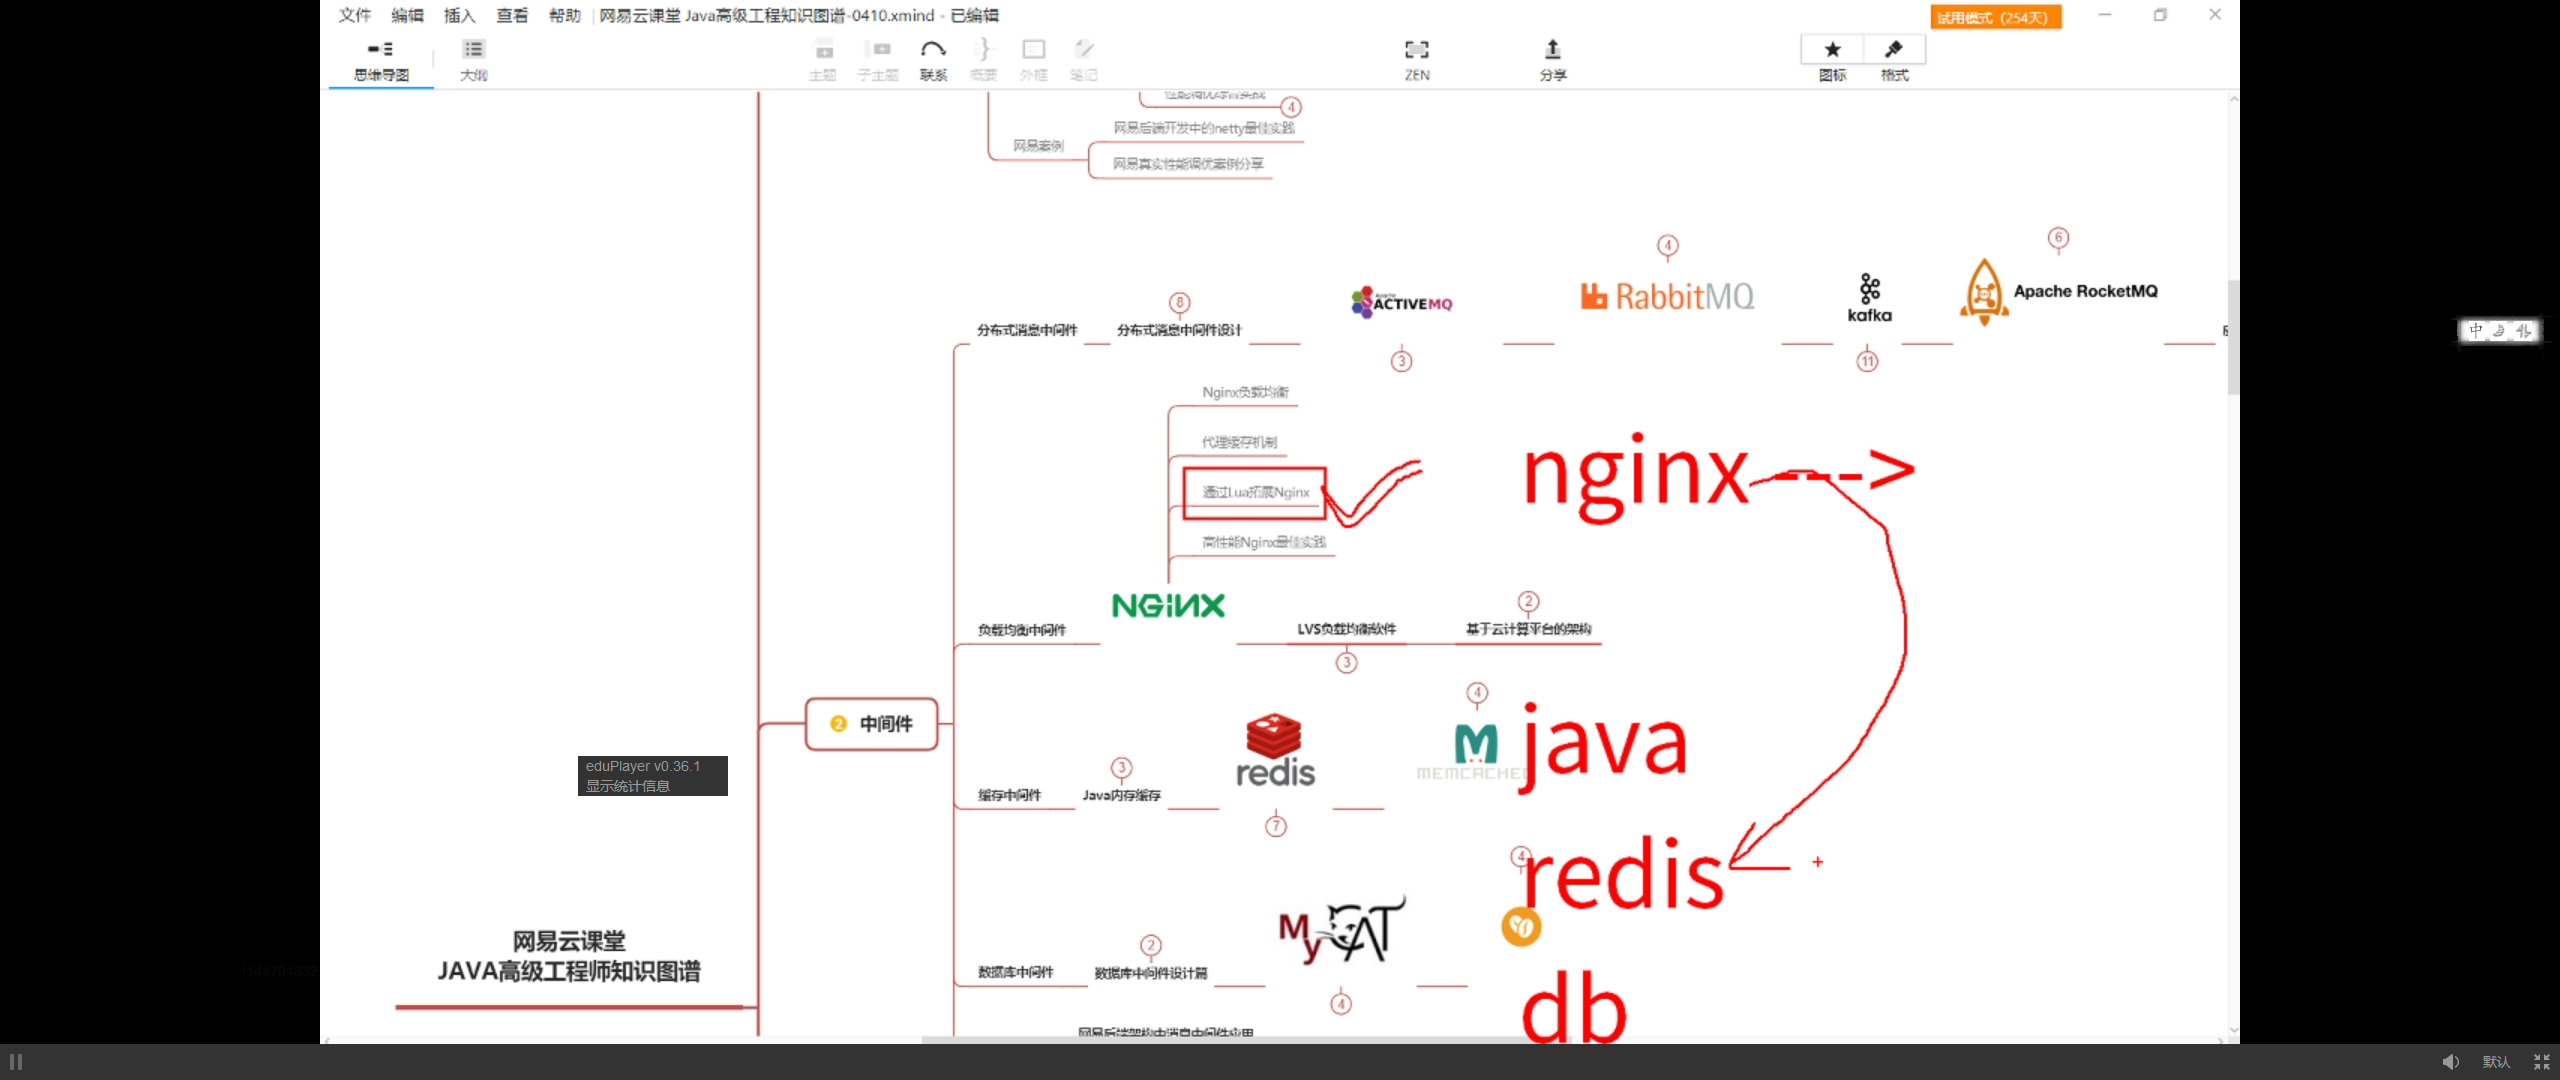 文件 编辑 插入 查看 帮助 网易云课堂 Java高级工程知识图谱-0410.xmind - 已编辑
试用模式（254天）
思维导图 大纲 主题 子主题 联系 概要 外框 笔记 ZEN 分享 图标 格式
性能调优综合实战
4
网易后端开发中的netty最佳实践
网易案例
网易真实性能调优案例分享
分布式消息中间件
8
分布式消息中间件设计
Apache
ACTIVEMQ
3
4
RabbitMQ
kafka
11
6
Apache RocketMQ
中
Nginx负载均衡
代理缓存机制
通过Lua拓展Nginx
高性能Nginx最佳实践
nginx---->
NGINX
负载均衡中间件
LVS负载均衡软件
3
2
基于云计算平台的架构
2 中间件
java
redis
db
缓存中间件
3
Java内存缓存
redis
7
4
MEMCACHED
eduPlayer v0.36.1
显示统计信息
网易云课堂
JAVA高级工程师知识图谱
数据库中间件
2
数据库中间件设计篇
MyCAT
4
4
网易后端架构中消息中间件应用
默认